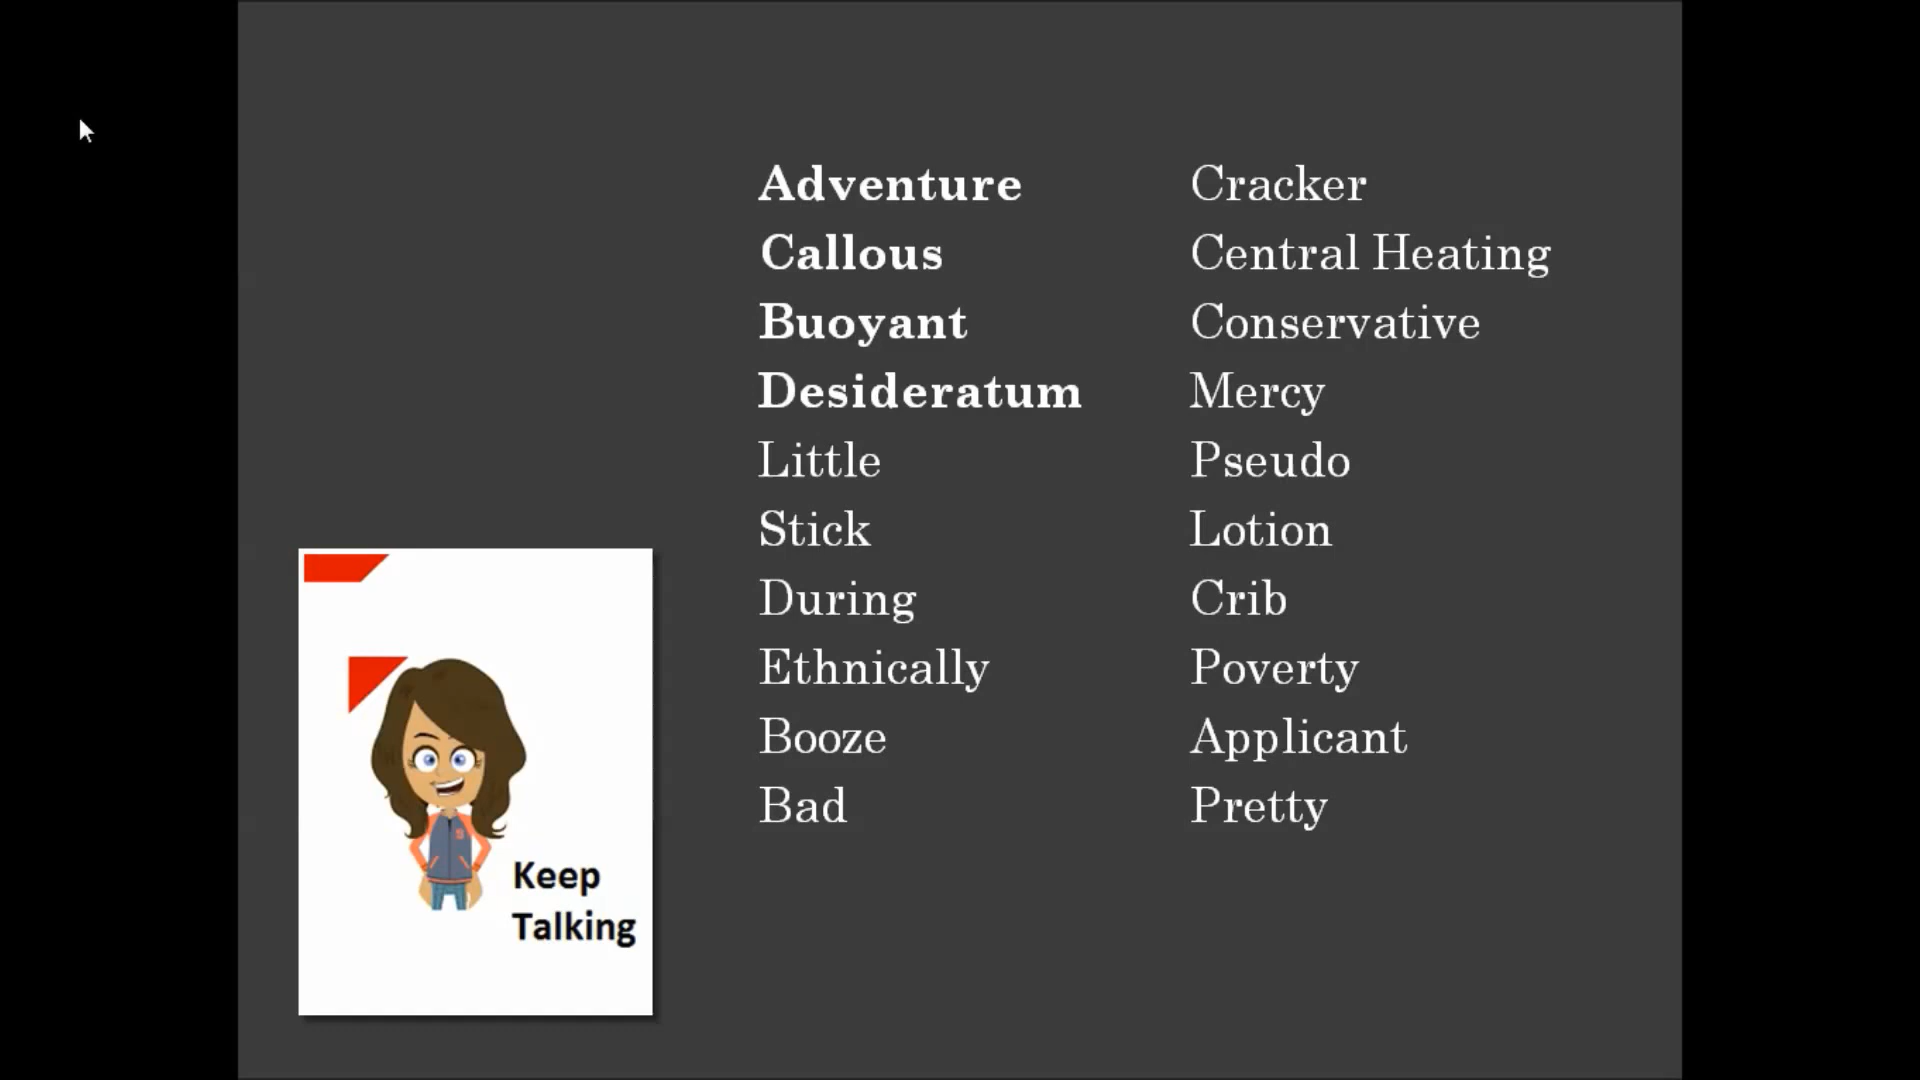 Adventure
Callous
Buoyant
Desideratum
Little
Stick
During
Ethnically
Booze
Bad
Cracker
Central Heating
Conservative
Mercy
Pseudo
Lotion
Crib
Poverty
Applicant
Pretty
Keep
Talking